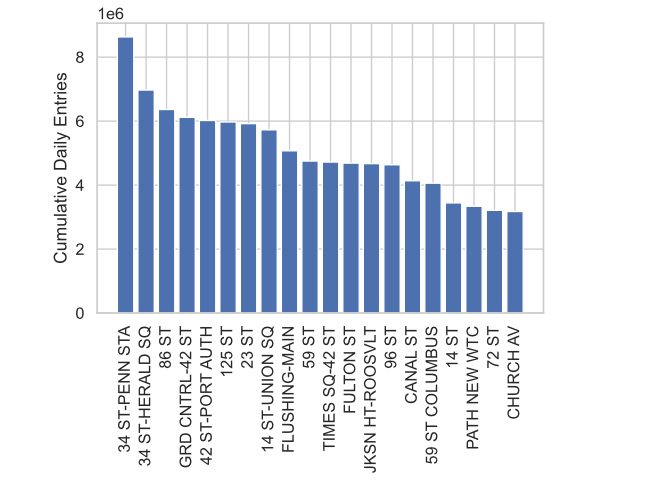 1e6
Cumulative Daily Entries
8
6
4
2
0
34 ST-PENN STA
34 ST-HERALD SQ
86 ST
GRD CNTRL-42 ST
42 ST-PORT AUTH
125 ST
23 ST
14 ST-UNION SQ
FLUSHING-MAIN
59 ST
TIMES SQ-42 ST
FULTON ST
JKSN HT-ROOSVLT
96 ST
CANAL ST
59 ST COLUMBUS
14 ST
PATH NEW WTC
72 ST
CHURCH AV